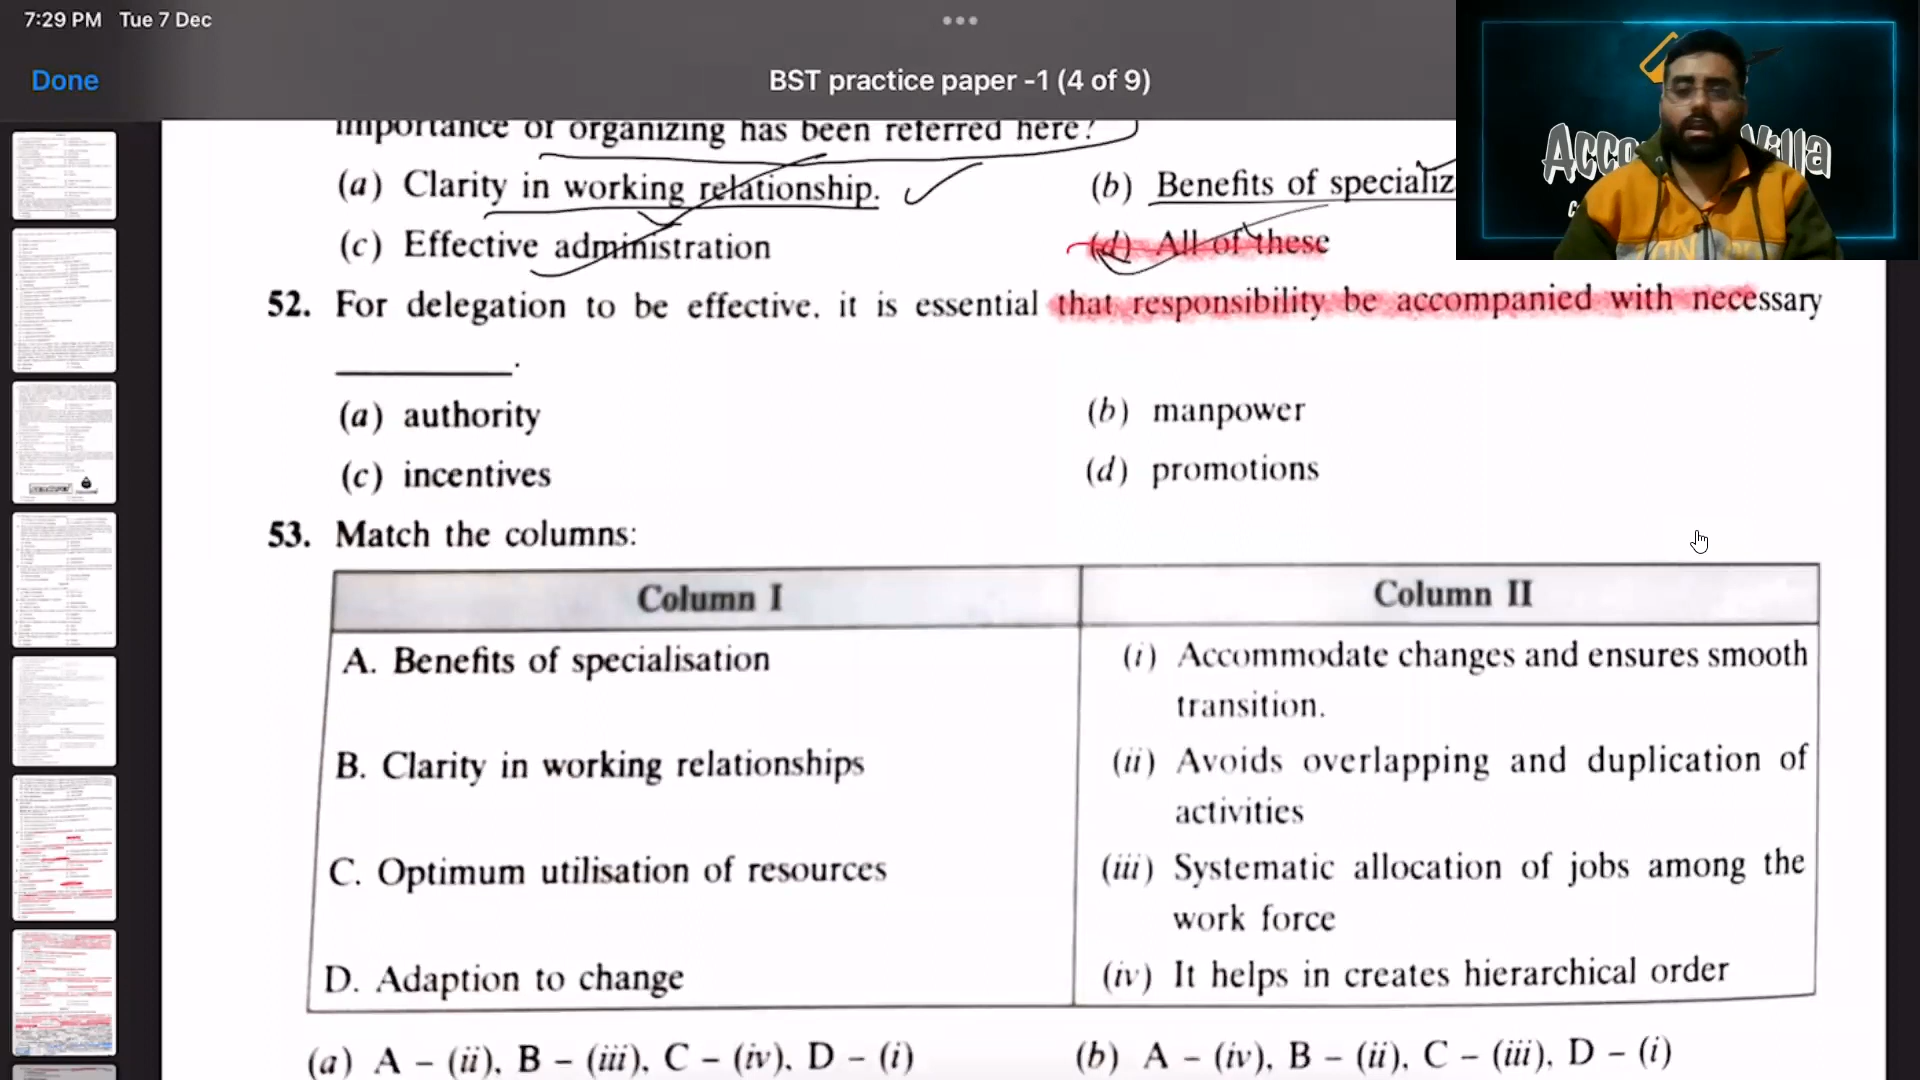 7:29 PM Tue 7 Dec
Done
BST practice paper -1 (4 of 9)
importance of organizing has been referred here?
(a) Clarity in working relationship.
(b) Benefits of specializ
(c) Effective administration
(d) All of these
52. For delegation to be effective, it is essential that responsibility be accompanied with necessary
__________.
(a) authority
(b) manpower
(c) incentives
(d) promotions
53. Match the columns:
Column I
Column II
A. Benefits of specialisation
(i) Accommodate changes and ensures smooth
transition.
B. Clarity in working relationships
(ii) Avoids overlapping and duplication of
activities
C. Optimum utilisation of resources
(iii) Systematic allocation of jobs among the
work force
D. Adaption to change
(iv) It helps in creates hierarchical order
(a) A – (ii), B – (iii), C – (iv), D – (i)
(b) A – (iv), B – (ii), C – (iii), D – (i)